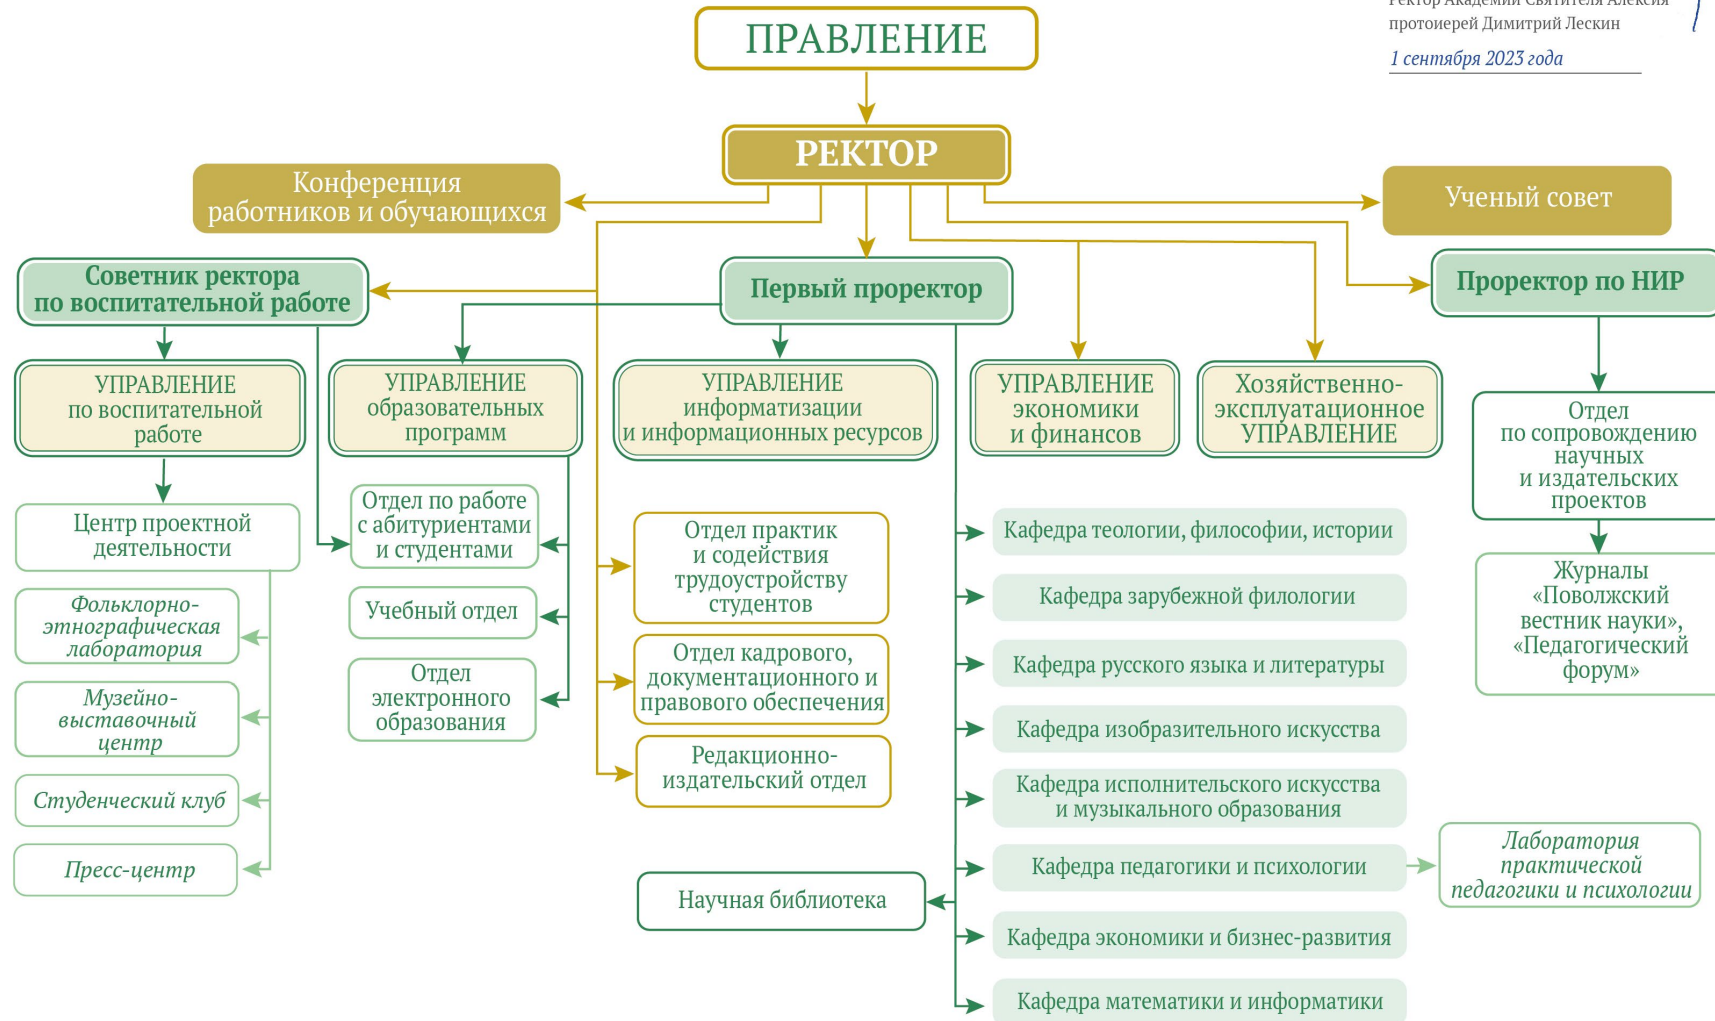 Ректор Академии Святителя Алексия
протоиерей Димитрий Лескин
1 сентября 2023 года
ПРАВЛЕНИЕ
РЕКТОР
Конференция
работников и обучающихся
Ученый совет
Советник ректора
по воспитательной работе
Первый проректор
Проректор по НИР
УПРАВЛЕНИЕ
по воспитательной
работе
УПРАВЛЕНИЕ
образовательных
программ
УПРАВЛЕНИЕ
информатизации
и информационных ресурсов
УПРАВЛЕНИЕ
экономики
и финансов
Хозяйственно-
эксплуатационное
УПРАВЛЕНИЕ
Отдел
по сопровождению
научных
и издательских
проектов
Журналы
«Поволжский
вестник науки»,
«Педагогический
форум»
Центр проектной
деятельности
Фольклорно-
этнографическая
лаборатория
Музейно-
выставочный
центр
Студенческий клуб
Пресс-центр
Отдел по работе
с абитуриентами
и студентами
Учебный отдел
Отдел
электронного
образования
Отдел практик
и содействия
трудоустройству
студентов
Отдел кадрового,
документационного и
правового обеспечения
Редакционно-
издательский отдел
Научная библиотека
Кафедра теологии, философии, истории
Кафедра зарубежной филологии
Кафедра русского языка и литературы
Кафедра изобразительного искусства
Кафедра исполнительского искусства
и музыкального образования
Кафедра педагогики и психологии
Лаборатория
практической
педагогики и психологии
Кафедра экономики и бизнес-развития
Кафедра математики и информатики